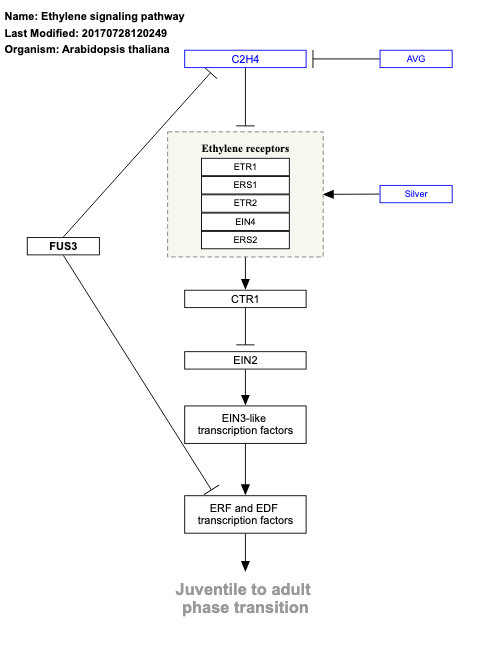 Name: Ethylene signaling pathway
Last Modified: 20170728120249
Organism: Arabidopsis thaliana
C2H4
AVG
Ethylene receptors
ETR1
ERS1
ETR2
EIN4
ERS2
Silver
FUS3
CTR1
EIN2
EIN3-like
transcription factors
ERF and EDF
transcription factors
Juventile to adult
phase transition